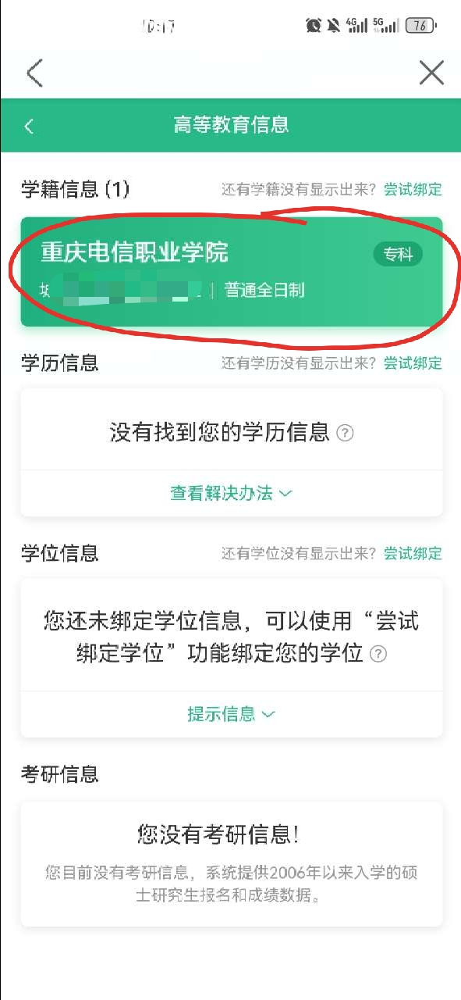 10:17 4G 5G 76
高等教育信息
学籍信息 (1) 还有学籍没有显示出来? 尝试绑定
重庆电信职业学院 专科
| 普通全日制
学历信息 还有学历没有显示出来? 尝试绑定
没有找到您的学历信息 ?
查看解决办法
学位信息 还有学位没有显示出来? 尝试绑定
您还未绑定学位信息，可以使用“尝试
绑定学位”功能绑定您的学位 ?
提示信息
考研信息
您没有考研信息!
您目前没有考研信息，系统提供2006年以来入学的硕
士研究生报名和成绩数据。